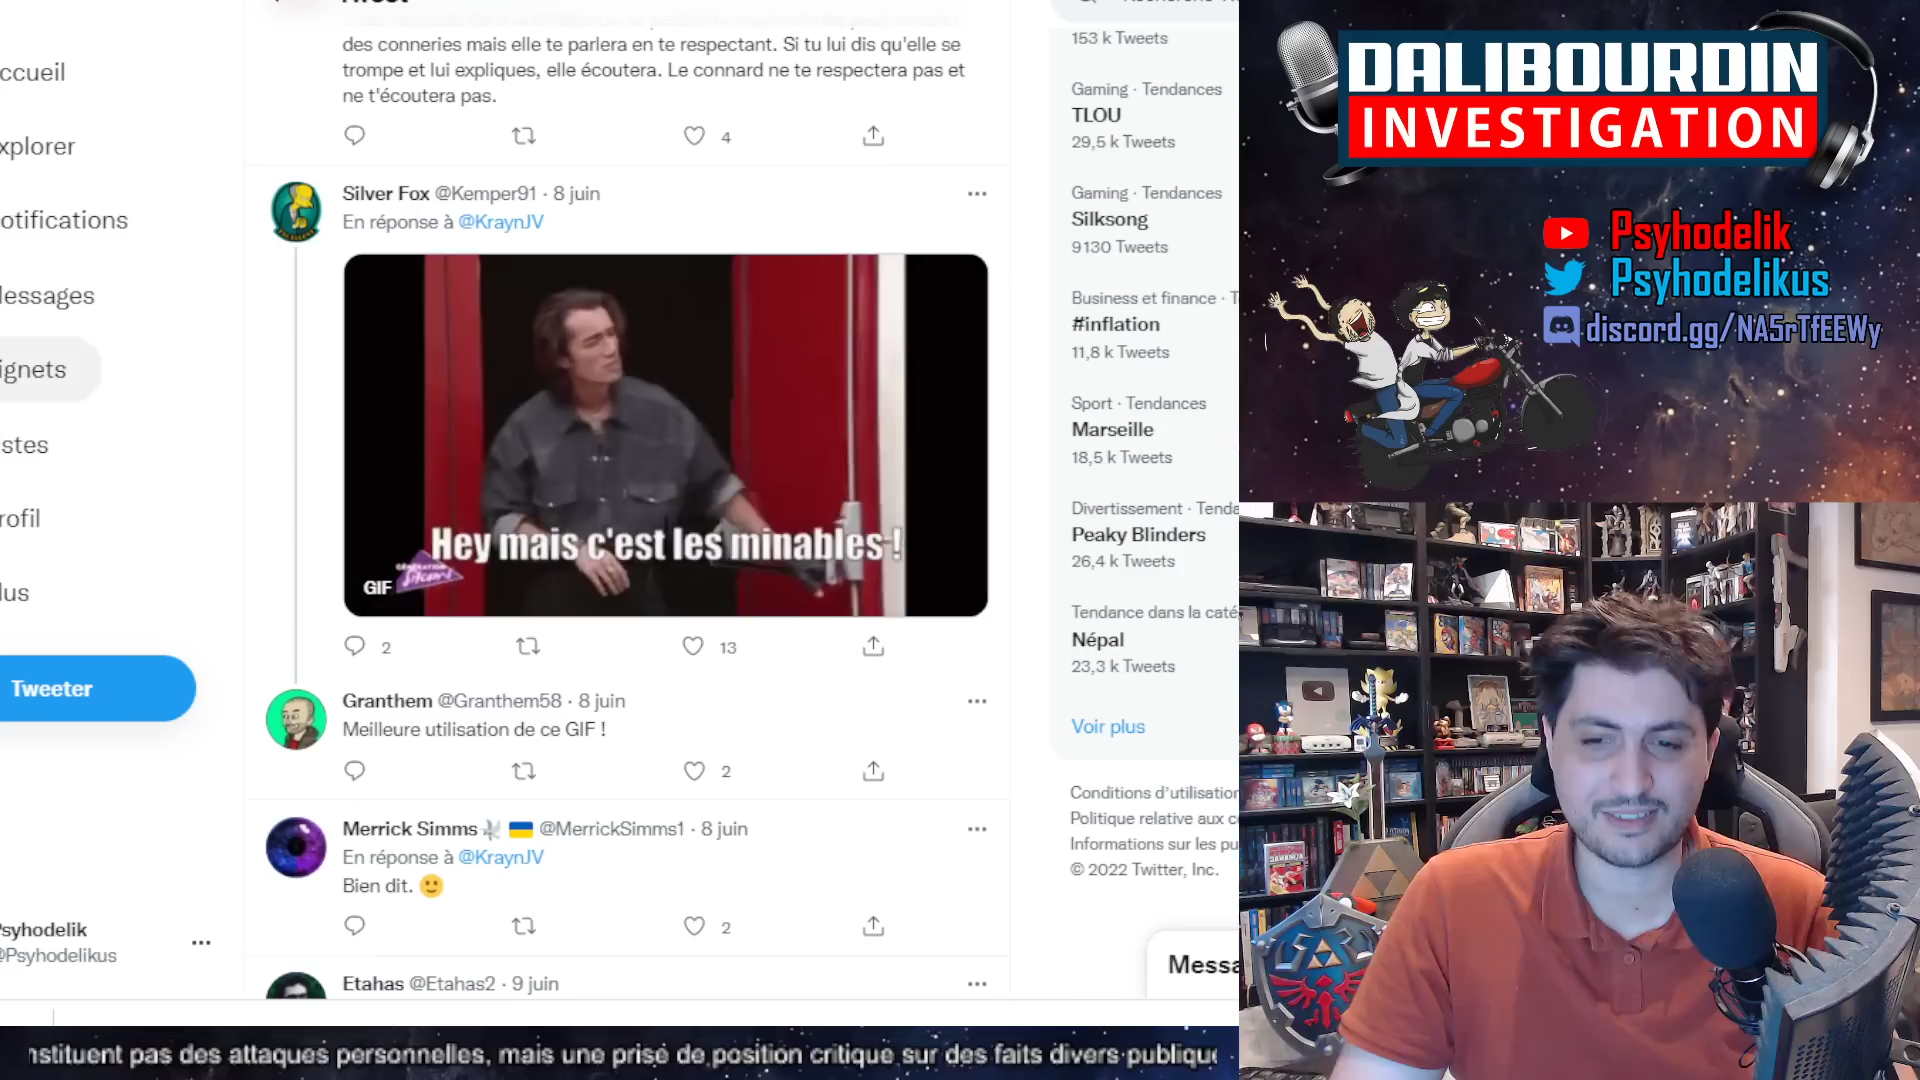 ccueil
xplorer
otifications
lessages
ignets
stes
rofil
lus
Tweeter
Psyhodelik
@Psyhodelikus
des conneries mais elle te parlera en te respectant. Si tu lui dis qu'elle se
trompe et lui expliques, elle écoutera. Le connard ne te respectera pas et
ne t'écoutera pas.
4
Silver Fox @Kemper91 · 8 juin
En réponse à @KraynJV
Hey mais c'est les minables !
GIF
2
13
Granthem @Granthem58 · 8 juin
Meilleure utilisation de ce GIF !
2
Merrick Simms @MerrickSimms1 · 8 juin
En réponse à @KraynJV
Bien dit. 🙂
2
Etahas @Etahas2 · 9 juin
153 k Tweets
Gaming · Tendances
TLOU
29,5 k Tweets
Gaming · Tendances
Silksong
9130 Tweets
Business et finance · T
#inflation
11,8 k Tweets
Sport · Tendances
Marseille
18,5 k Tweets
Divertissement · Tenda
Peaky Blinders
26,4 k Tweets
Tendance dans la caté
Népal
23,3 k Tweets
Voir plus
Conditions d'utilisation
Politique relative aux c
Informations sur les pu
© 2022 Twitter, Inc.
Messa
DALIBOURDIN
INVESTIGATION
Psyhodelik
Psyhodelikus
discord.gg/NA5rTfEEWy
nstituent pas des attaques personnelles, mais une prise de position critique sur des faits divers publiqu